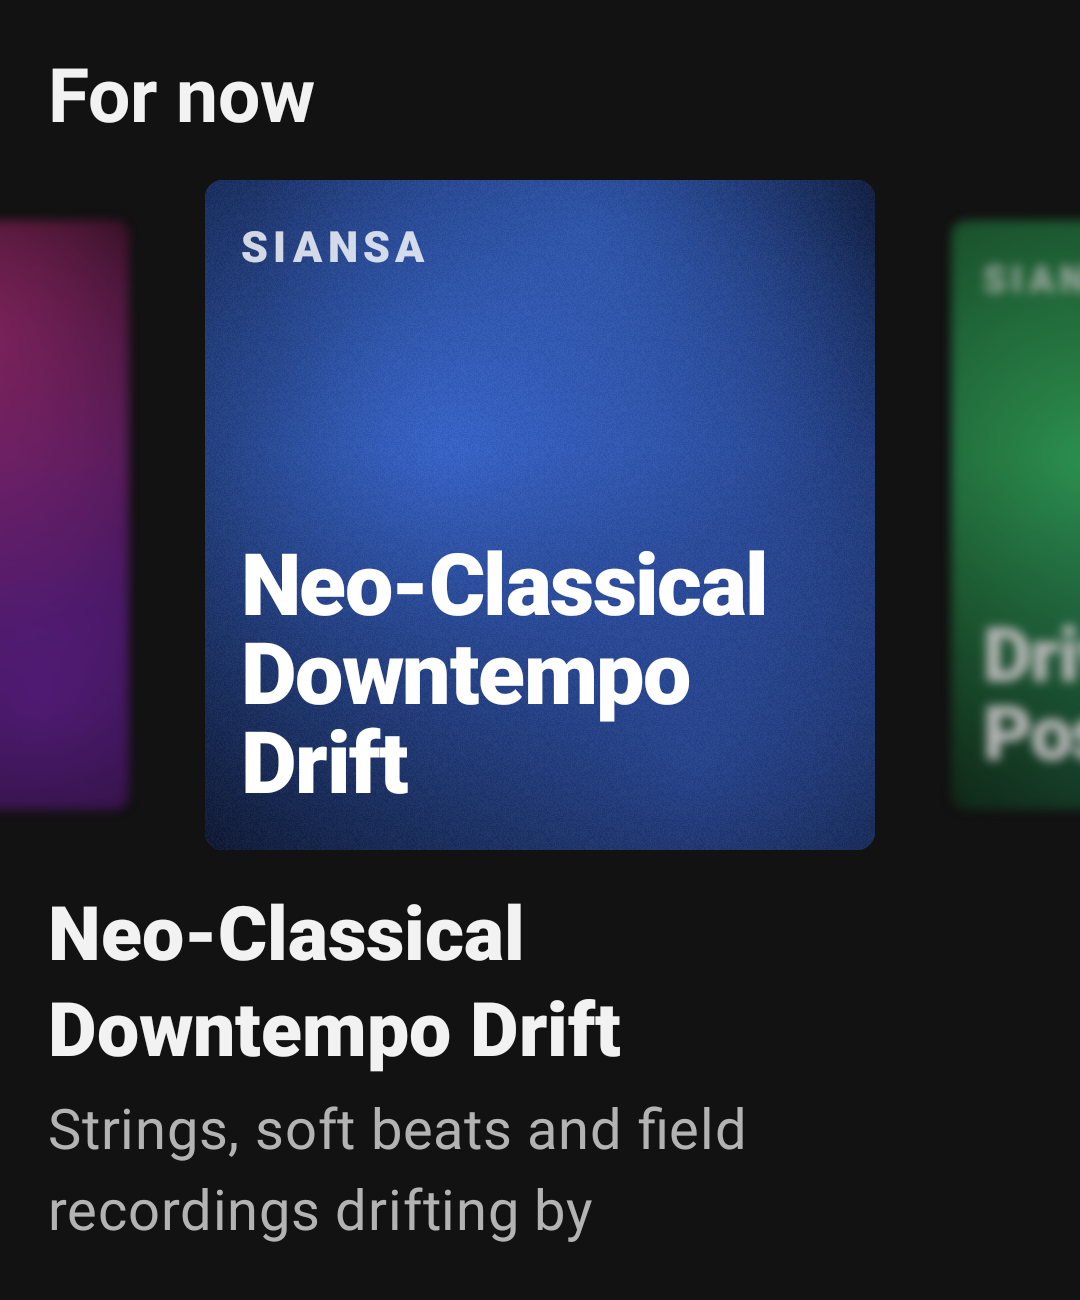 For now
SIANSA
Neo-Classical
Downtempo
Drift
Neo-Classical
Downtempo Drift
Strings, soft beats and field
recordings drifting by